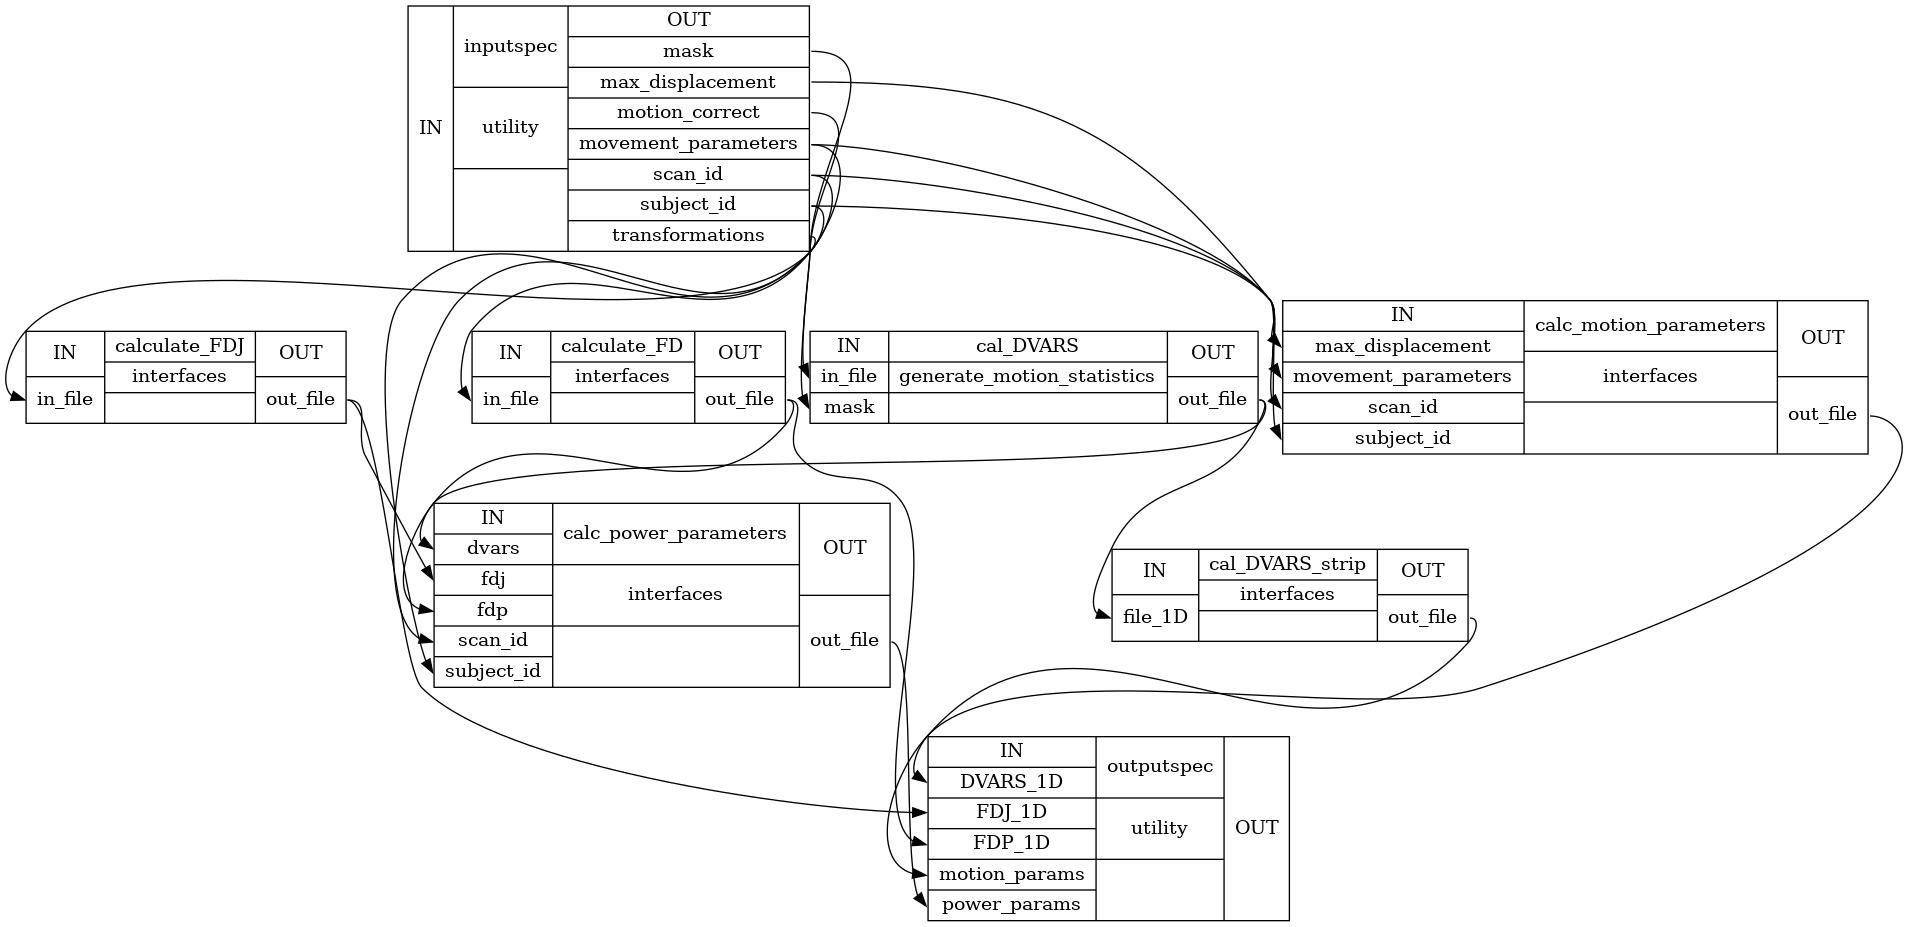 IN
inputspec
utility
OUT
mask
max_displacement
motion_correct
movement_parameters
scan_id
subject_id
transformations
IN
in_file
calculate_FDJ
interfaces
OUT
out_file
IN
in_file
calculate_FD
interfaces
OUT
out_file
IN
in_file
mask
cal_DVARS
generate_motion_statistics
OUT
out_file
IN
max_displacement
movement_parameters
scan_id
subject_id
calc_motion_parameters
interfaces
OUT
out_file
IN
dvars
fdj
fdp
scan_id
subject_id
calc_power_parameters
interfaces
OUT
out_file
IN
file_1D
cal_DVARS_strip
interfaces
OUT
out_file
IN
DVARS_1D
FDJ_1D
FDP_1D
motion_params
power_params
outputspec
utility
OUT